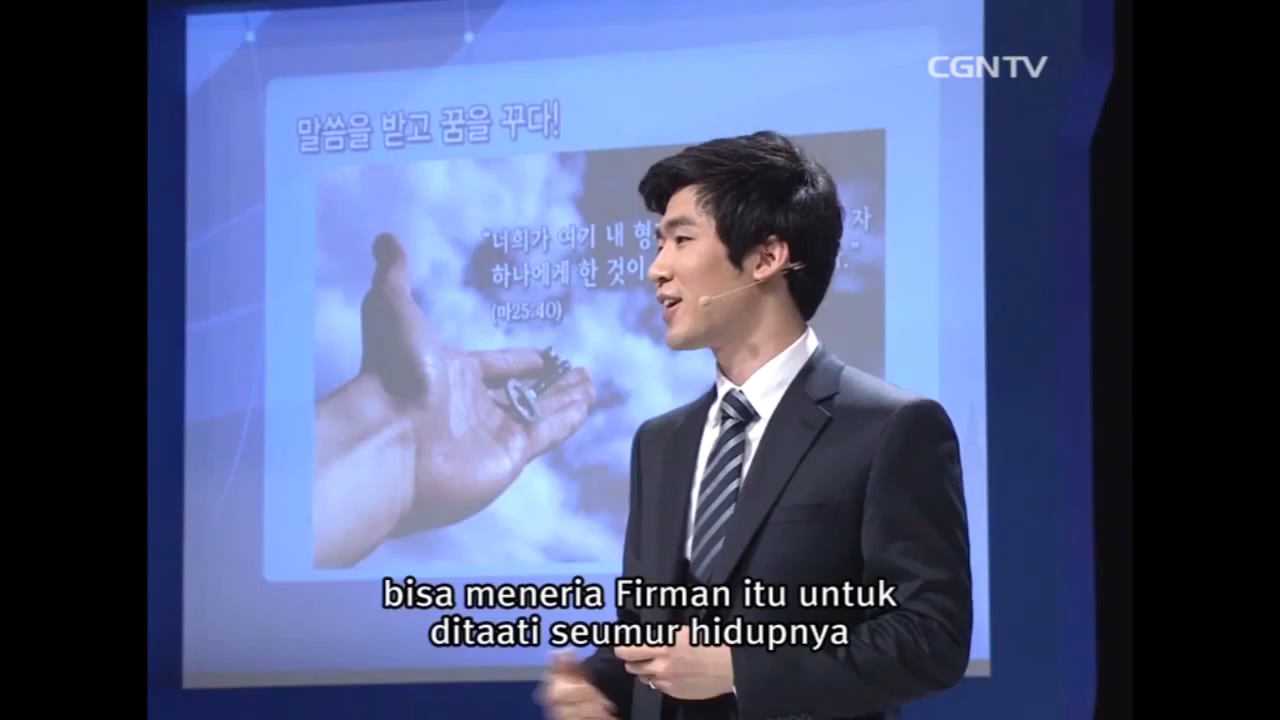 CGNTV
말씀을 받고 꿈을 꾸다!
"너희가 여기 내 형 자
하나에게 한 것이 "
(마25:40)
bisa meneria Firman itu untuk
ditaati seumur hidupnya